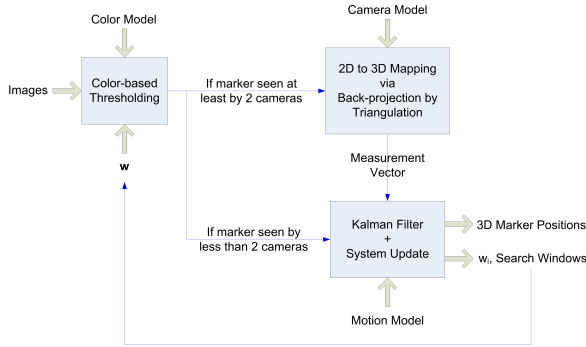 Color Model
Camera Model
Images
Color-based
Thresholding
If marker seen at
least by 2 cameras
2D to 3D Mapping
via
Back-projection by
Triangulation
w
Measurement
Vector
If marker seen by
less than 2 cameras
Kalman Filter
+
System Update
3D Marker Positions
wᵢ, Search Windows
Motion Model